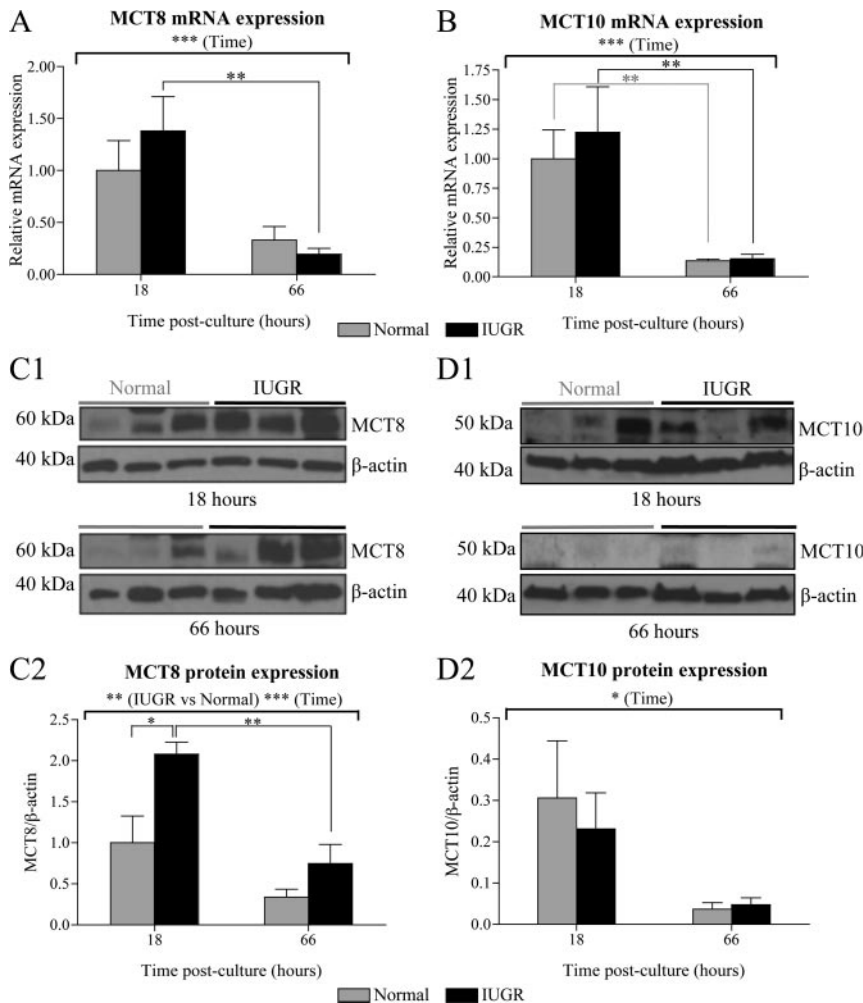 A
MCT8 mRNA expression
*** (Time)
**
Relative mRNA expression
2.00
1.50
1.00
0.50
0.00
18
66
Time post-culture (hours)
B
MCT10 mRNA expression
*** (Time)
**
**
Relative mRNA expression
1.75
1.50
1.25
1.00
0.75
0.50
0.25
0.00
18
66
Time post-culture (hours)
Normal
IUGR
C1
Normal
IUGR
60 kDa
MCT8
40 kDa
β-actin
18 hours
60 kDa
MCT8
40 kDa
β-actin
66 hours
D1
Normal
IUGR
50 kDa
MCT10
40 kDa
β-actin
18 hours
50 kDa
MCT10
40 kDa
β-actin
66 hours
C2
MCT8 protein expression
** (IUGR vs Normal) *** (Time)
*
**
MCT8/β-actin
2.5
2.0
1.5
1.0
0.5
0.0
18
66
Time post-culture (hours)
D2
MCT10 protein expression
* (Time)
MCT10/β-actin
0.5
0.4
0.3
0.2
0.1
0.0
18
66
Time post-culture (hours)
Normal
IUGR